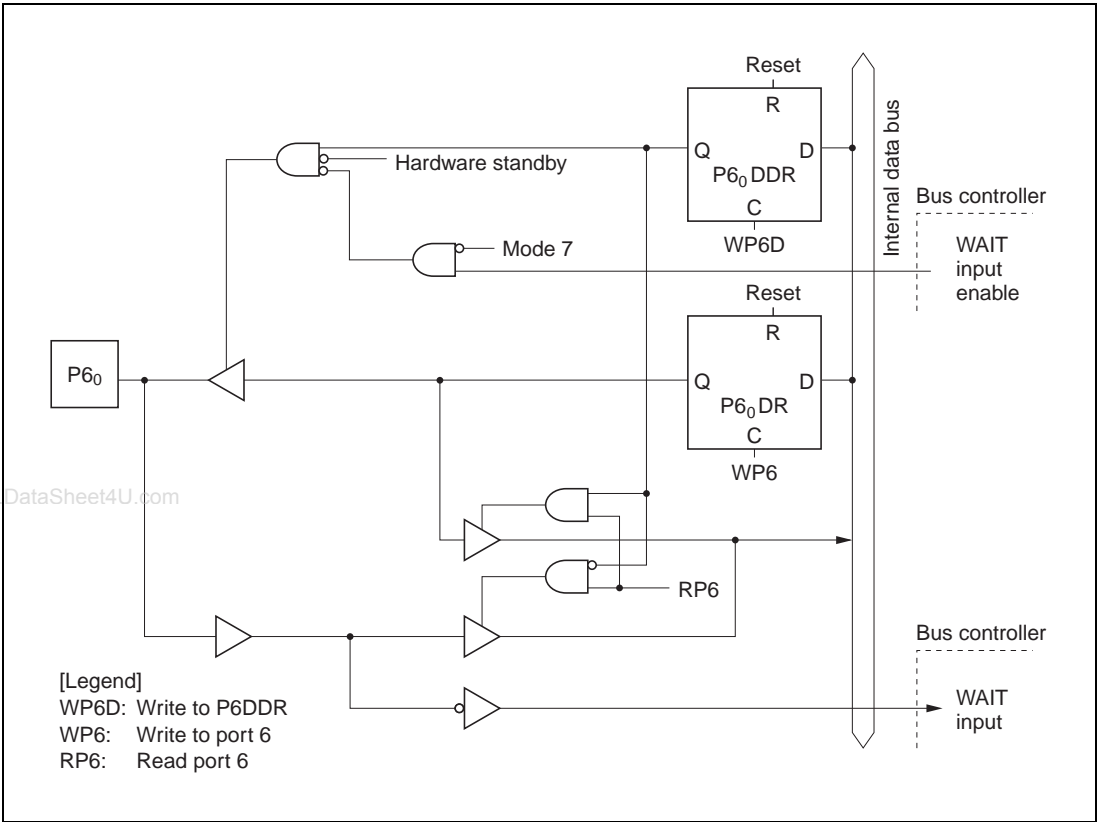 Reset
R
Q
D
P6₀ DDR
C
WP6D
Hardware standby
Mode 7
Internal data bus
Bus controller
WAIT
input
enable
Reset
R
Q
D
P6₀ DR
C
WP6
P6₀
DataSheet4U.com
RP6
Bus controller
WAIT
input
[Legend]
WP6D: Write to P6DDR
WP6: Write to port 6
RP6: Read port 6